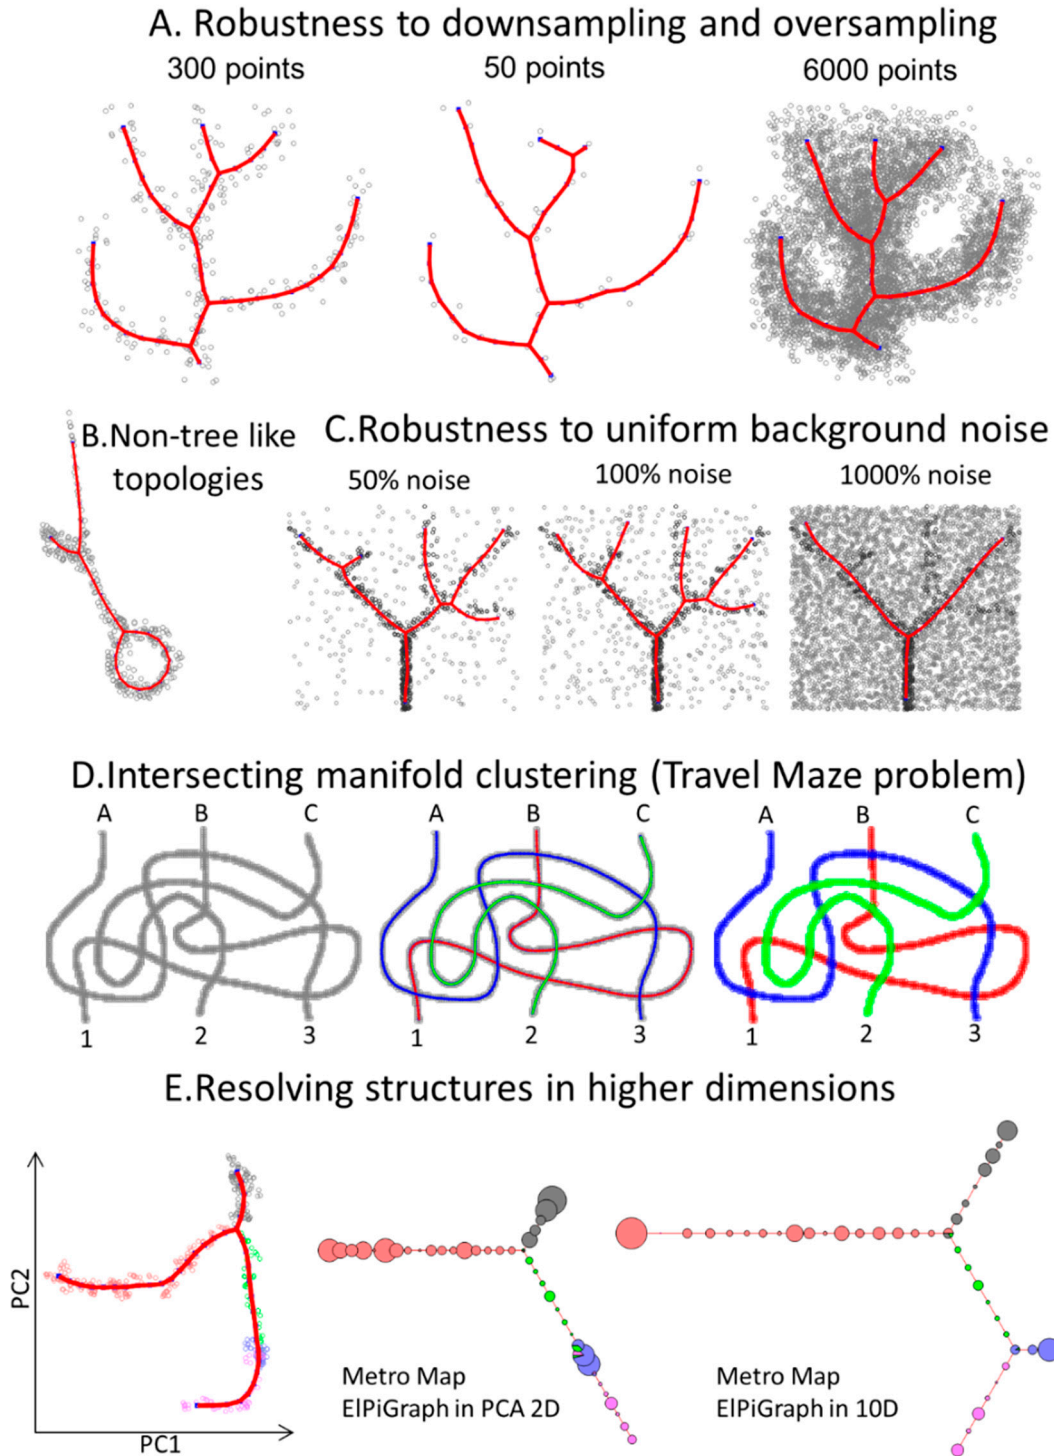 A. Robustness to downsampling and oversampling
300 points
50 points
6000 points
B.Non-tree like
topologies
C.Robustness to uniform background noise
50% noise
100% noise
1000% noise
D.Intersecting manifold clustering (Travel Maze problem)
A
B
C
A
B
C
A
B
C
1
2
3
1
2
3
1
2
3
E.Resolving structures in higher dimensions
PC2
PC1
Metro Map
ElPiGraph in PCA 2D
Metro Map
ElPiGraph in 10D